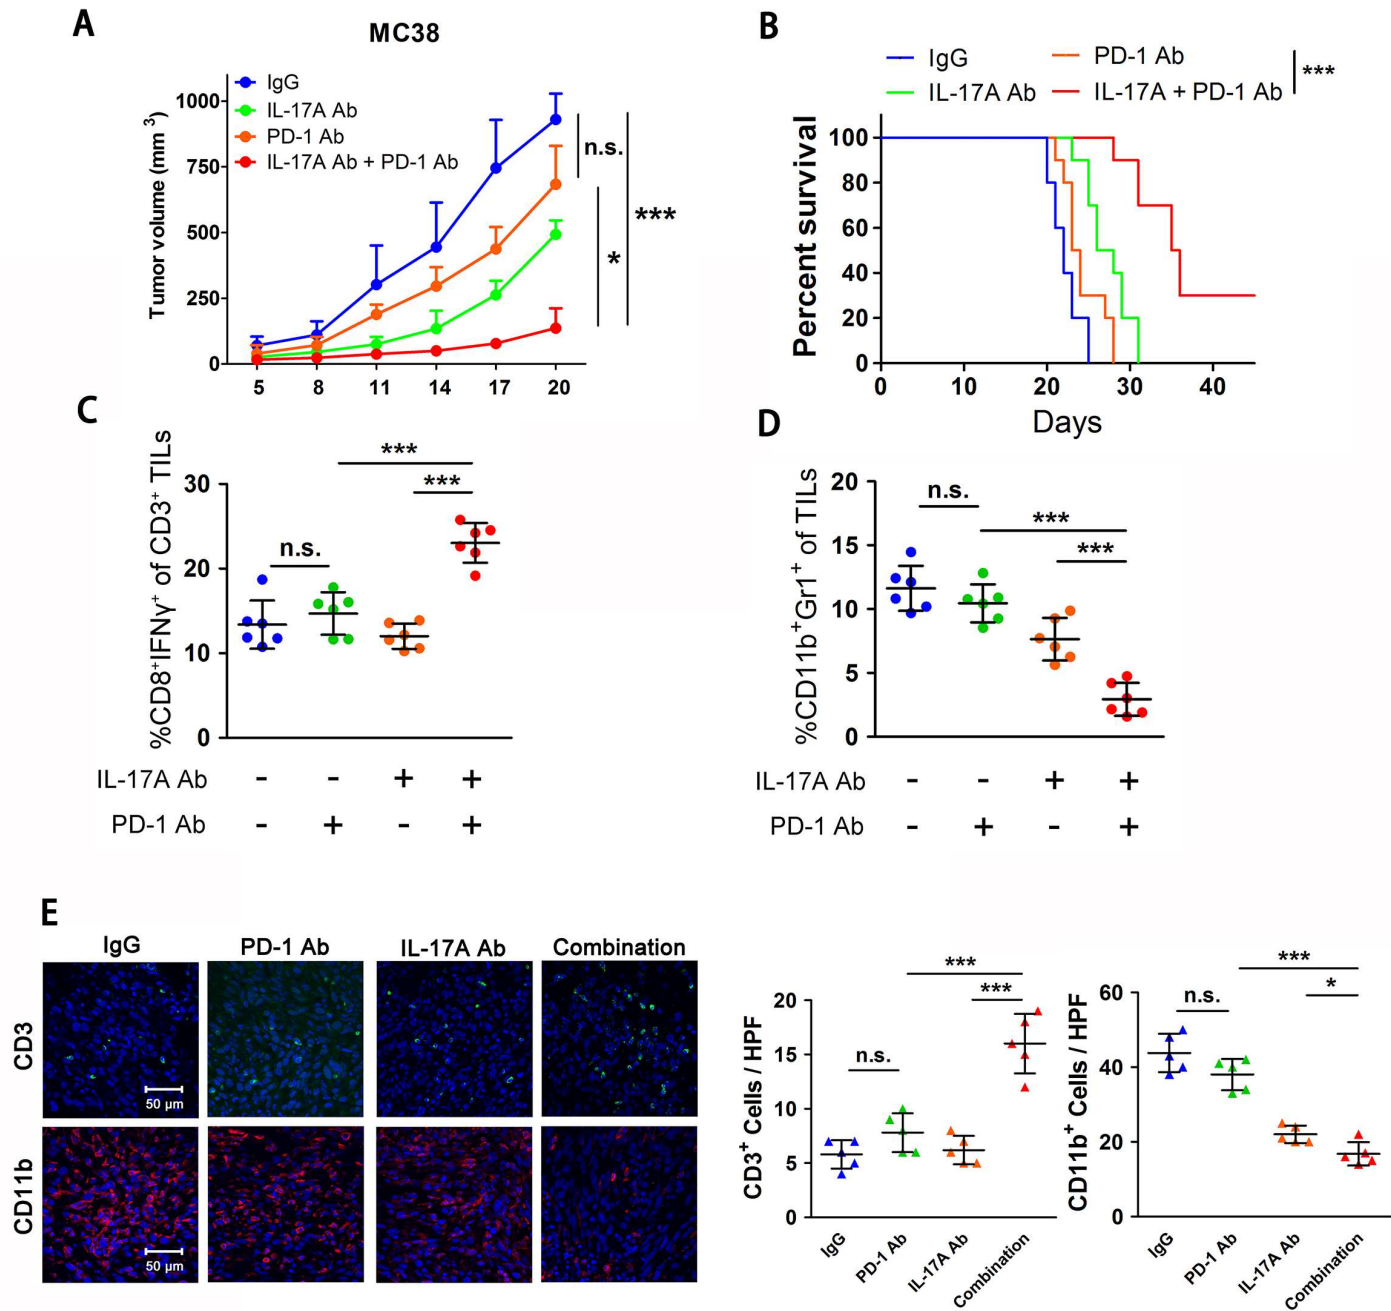 A
MC38
IgG
IL-17A Ab
PD-1 Ab
IL-17A Ab + PD-1 Ab
Tumor volume (mm 3)
1000
750
500
250
0
5 8 11 14 17 20
n.s.
*
***
B
IgG
PD-1 Ab
IL-17A Ab
IL-17A + PD-1 Ab
***
Percent survival
100
80
60
40
20
0
0 10 20 30 40
Days
C
%CD8+IFNγ+ of CD3+ TILs
30
20
10
0
n.s.
***
***
IL-17A Ab - - + +
PD-1 Ab - + - +
D
%CD11b+Gr1+ of TILs
20
15
10
5
0
n.s.
***
***
IL-17A Ab - - + +
PD-1 Ab - + - +
E
IgG
PD-1 Ab
IL-17A Ab
Combination
CD3
50 μm
CD11b
50 μm
CD3+ Cells / HPF
20
15
10
5
0
n.s.
***
***
IgG
PD-1 Ab
IL-17A Ab
Combination
CD11b+ Cells / HPF
60
40
20
0
n.s.
***
*
IgG
PD-1 Ab
IL-17A Ab
Combination